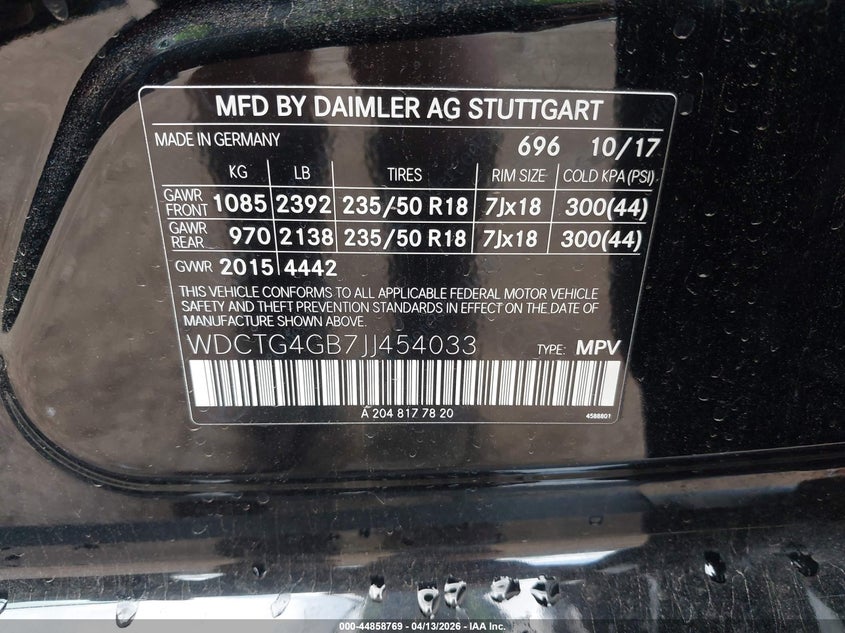 MFD BY DAIMLER AG STUTTGART
MADE IN GERMANY 696 10/17
KG LB TIRES RIM SIZE COLD KPA (PSI)
GAWR FRONT 1085 2392 235/50 R18 7Jx18 300(44)
GAWR REAR 970 2138 235/50 R18 7Jx18 300(44)
GVWR 2015 4442
THIS VEHICLE CONFORMS TO ALL APPLICABLE FEDERAL MOTOR VEHICLE
SAFETY AND THEFT PREVENTION STANDARDS IN EFFECT ON THE DATE OF
MANUFACTURE SHOWN ABOVE.
WDCTG4GB7JJ454033 TYPE: MPV
A 204 817 78 20 4588801
000-44858769 - 04/13/2026 - IAA Inc.